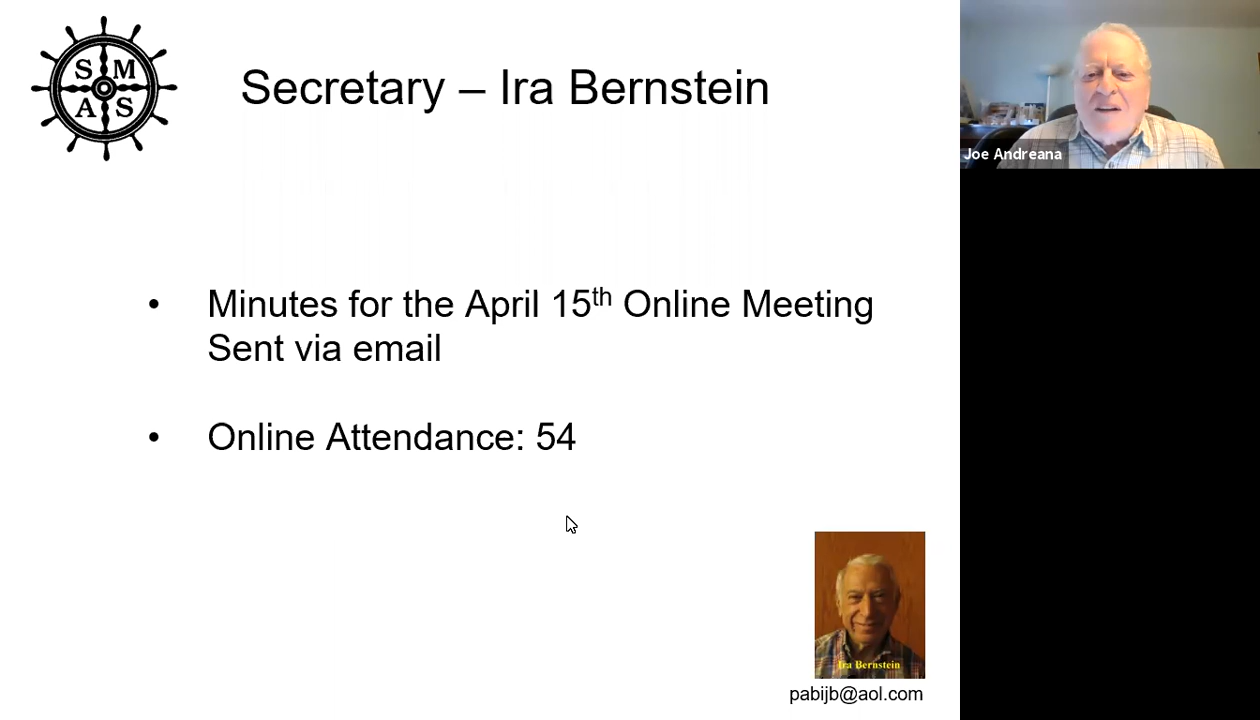 S M
A S
Secretary – Ira Bernstein
Joe Andreana
• Minutes for the April 15th Online Meeting
Sent via email
• Online Attendance: 54
Ira Bernstein
pabijb@aol.com